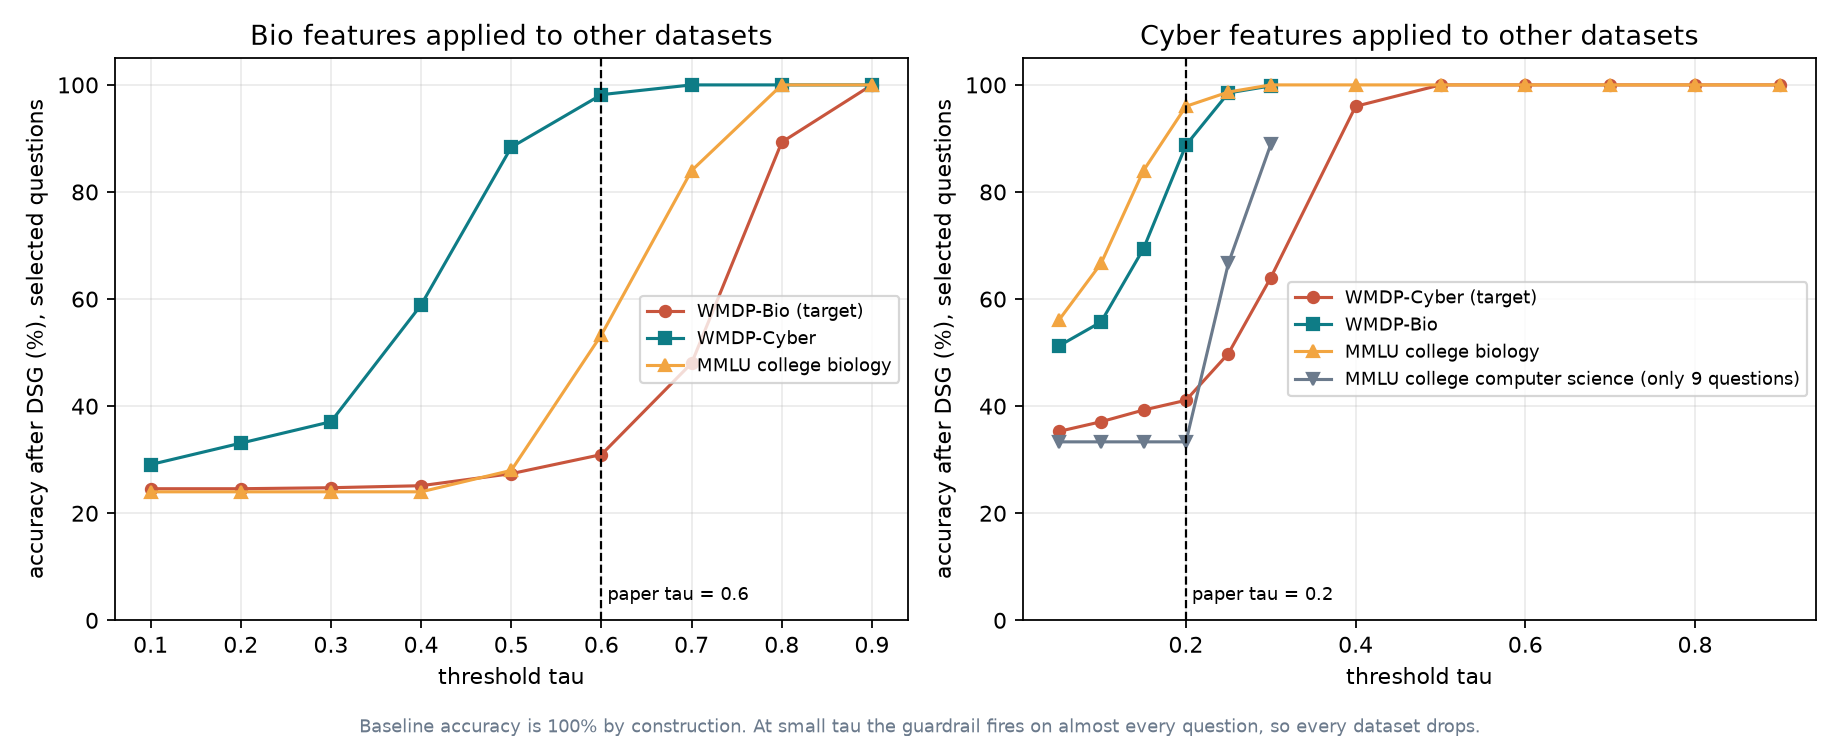 Bio features applied to other datasets
accuracy after DSG (%), selected questions
100
80
60
40
20
0
0.1 0.2 0.3 0.4 0.5 0.6 0.7 0.8 0.9
threshold tau
WMDP-Bio (target)
WMDP-Cyber
MMLU college biology
paper tau = 0.6
Cyber features applied to other datasets
accuracy after DSG (%), selected questions
100
80
60
40
20
0
0.2 0.4 0.6 0.8
threshold tau
WMDP-Cyber (target)
WMDP-Bio
MMLU college biology
MMLU college computer science (only 9 questions)
paper tau = 0.2
Baseline accuracy is 100% by construction. At small tau the guardrail fires on almost every question, so every dataset drops.